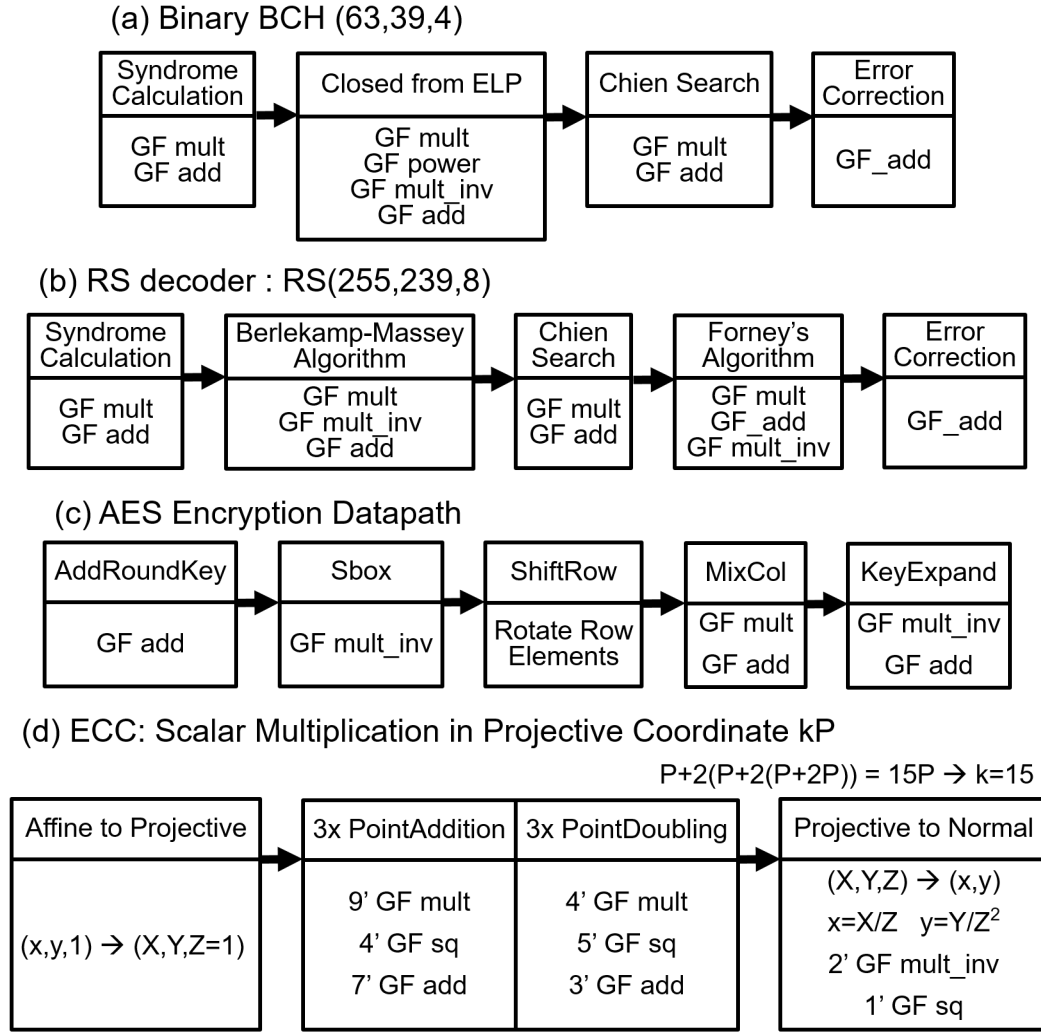 (a) Binary BCH (63,39,4)
Syndrome
Calculation
GF mult
GF add
Closed from ELP
GF mult
GF power
GF mult_inv
GF add
Chien Search
GF mult
GF add
Error
Correction
GF_add
(b) RS decoder : RS(255,239,8)
Syndrome
Calculation
GF mult
GF add
Berlekamp-Massey
Algorithm
GF mult
GF mult_inv
GF add
Chien
Search
GF mult
GF add
Forney's
Algorithm
GF mult
GF_add
GF mult_inv
Error
Correction
GF_add
(c) AES Encryption Datapath
AddRoundKey
GF add
Sbox
GF mult_inv
ShiftRow
Rotate Row
Elements
MixCol
GF mult
GF add
KeyExpand
GF mult_inv
GF add
(d) ECC: Scalar Multiplication in Projective Coordinate kP
P+2(P+2(P+2P)) = 15P → k=15
Affine to Projective
(x,y,1) → (X,Y,Z=1)
3x PointAddition
9' GF mult
4' GF sq
7' GF add
3x PointDoubling
4' GF mult
5' GF sq
3' GF add
Projective to Normal
(X,Y,Z) → (x,y)
x=X/Z y=Y/Z²
2' GF mult_inv
1' GF sq